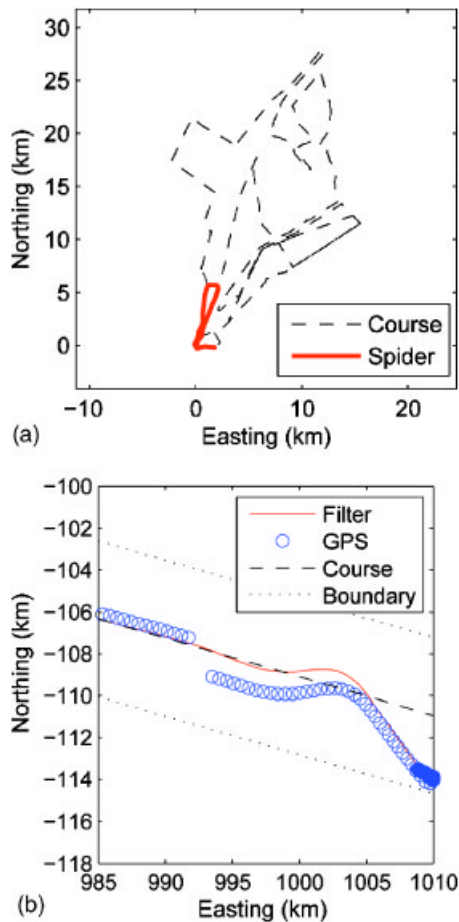 30
25
20
15
10
5
0
−10 0 10 20
Northing (km)
Easting (km)
Course
Spider
(a)
−100
−102
−104
−106
−108
−110
−112
−114
−116
−118
985 990 995 1000 1005 1010
Northing (km)
Easting (km)
Filter
GPS
Course
Boundary
(b)